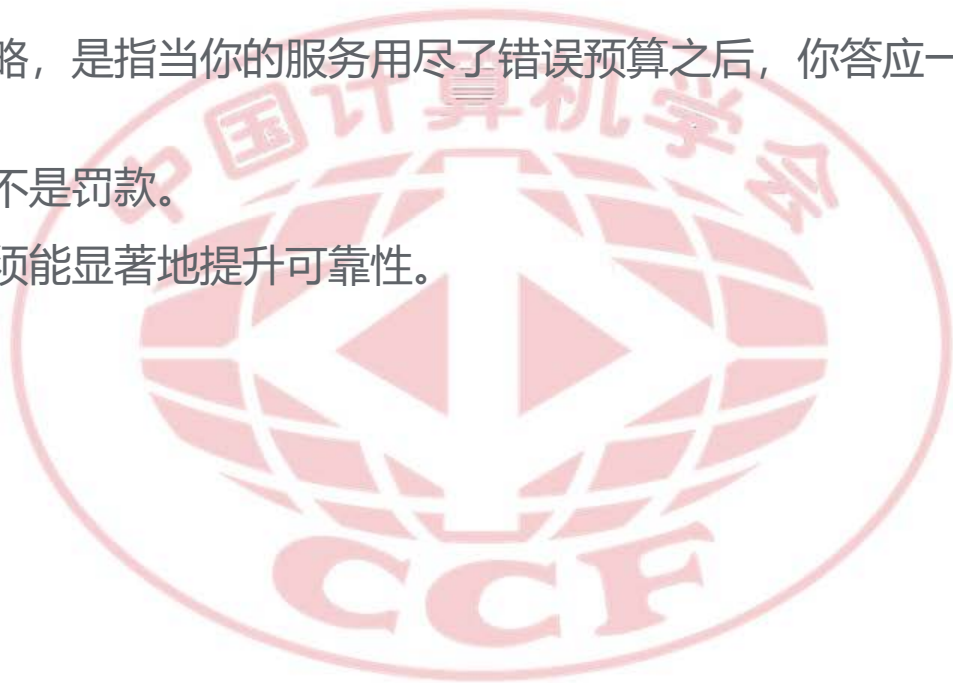 略，是指当你的服务用尽了错误预算之后，你答应一
不是罚款。
须能显著地提升可靠性。
中国计算机学会
CCF